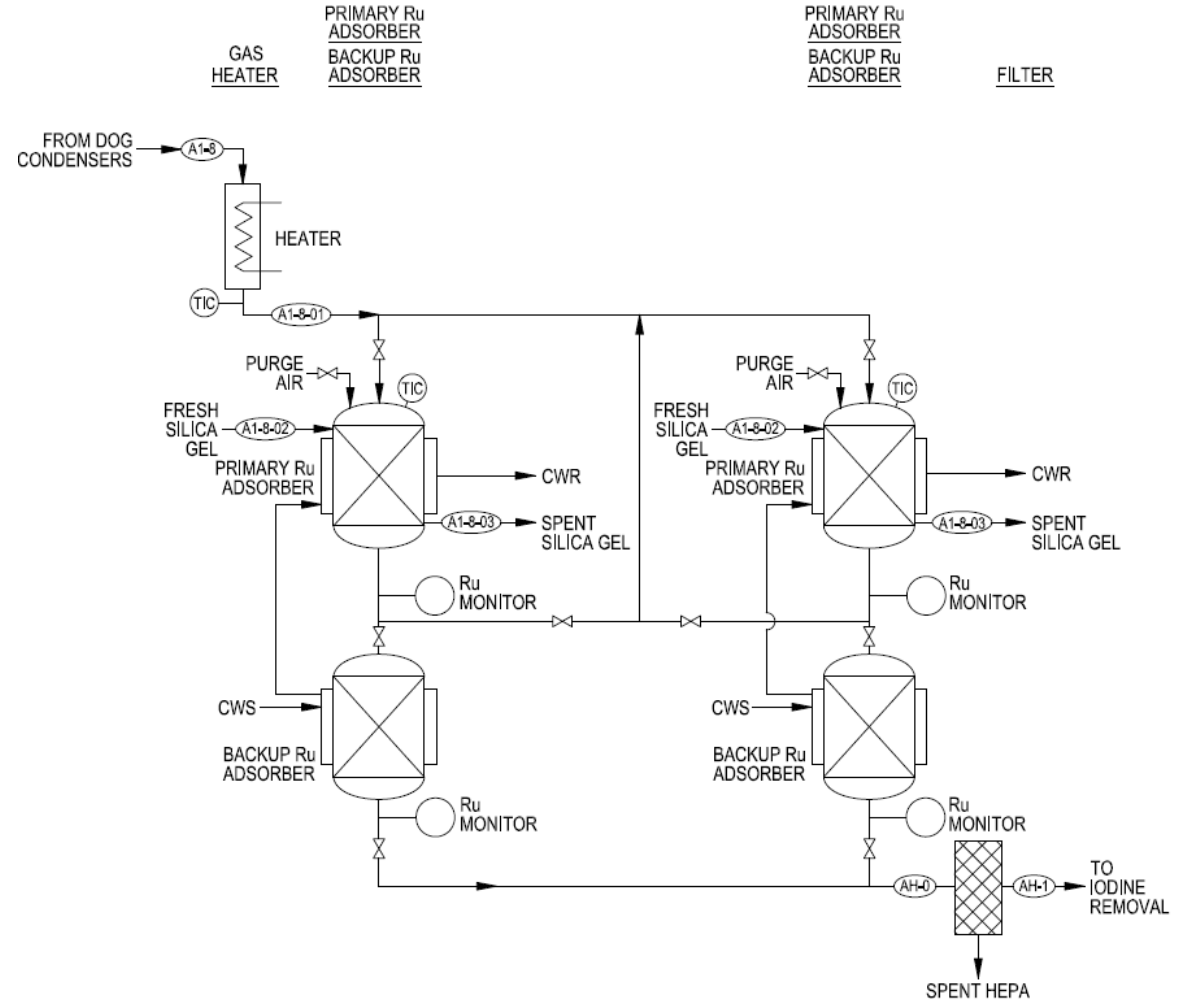 PRIMARY Ru
ADSORBER
BACKUP Ru
ADSORBER
PRIMARY Ru
ADSORBER
BACKUP Ru
ADSORBER
GAS
HEATER
FILTER
FROM DOG
CONDENSERS
A1-8
HEATER
TIC
A1-8-01
PURGE
AIR
TIC
PURGE
AIR
TIC
FRESH
SILICA
GEL
A1-8-02
FRESH
SILICA
GEL
A1-8-02
PRIMARY Ru
ADSORBER
CWR
PRIMARY Ru
ADSORBER
CWR
A1-8-03
SPENT
SILICA GEL
A1-8-03
SPENT
SILICA GEL
Ru
MONITOR
Ru
MONITOR
CWS
CWS
BACKUP Ru
ADSORBER
BACKUP Ru
ADSORBER
Ru
MONITOR
Ru
MONITOR
AH-0
AH-1
TO
IODINE
REMOVAL
SPENT HEPA